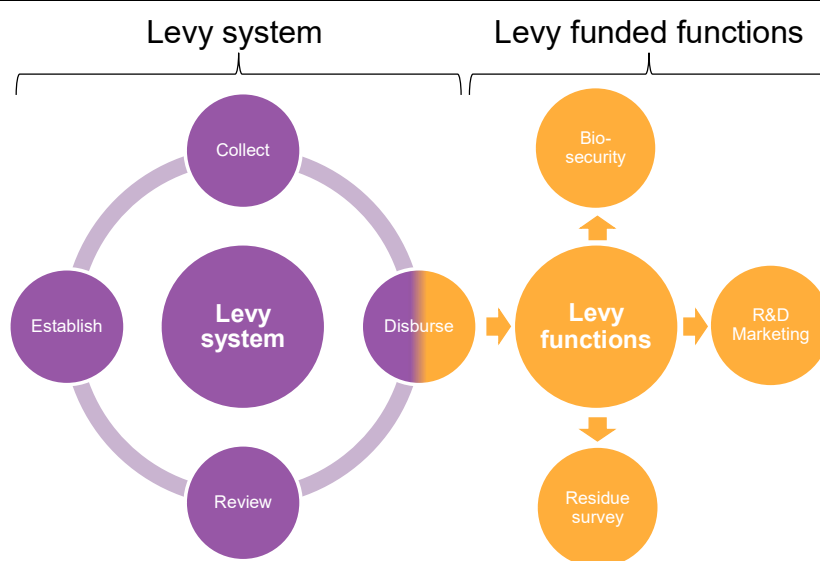 Levy system
Levy funded functions
Collect
Bio-
security
Establish
Levy
system
Disburse
Levy
functions
R&D
Marketing
Review
Residue
survey